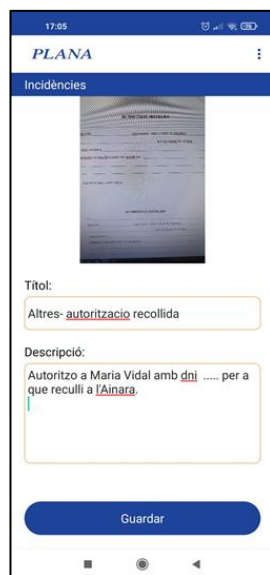 17:05
PLANA
Incidències
Títol:
Altres- autoritzacio recollida
Descripció:
Autoritzo a Maria Vidal amb dni ..... per a
que reculli a l'Ainara.
Guardar